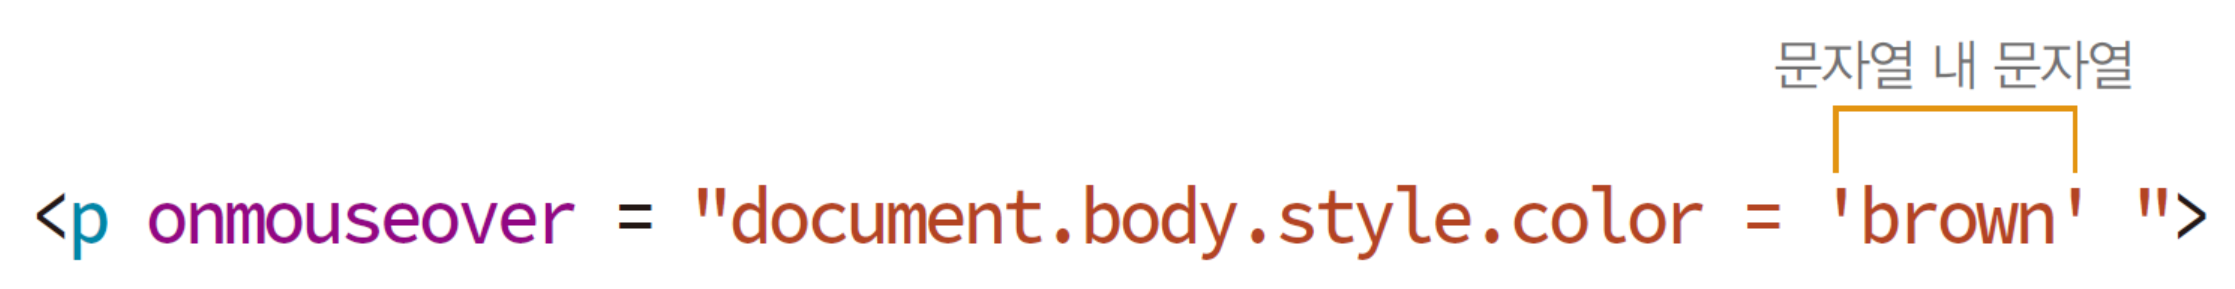 문자열 내 문자열
<p onmouseover = "document.body.style.color = 'brown' ">